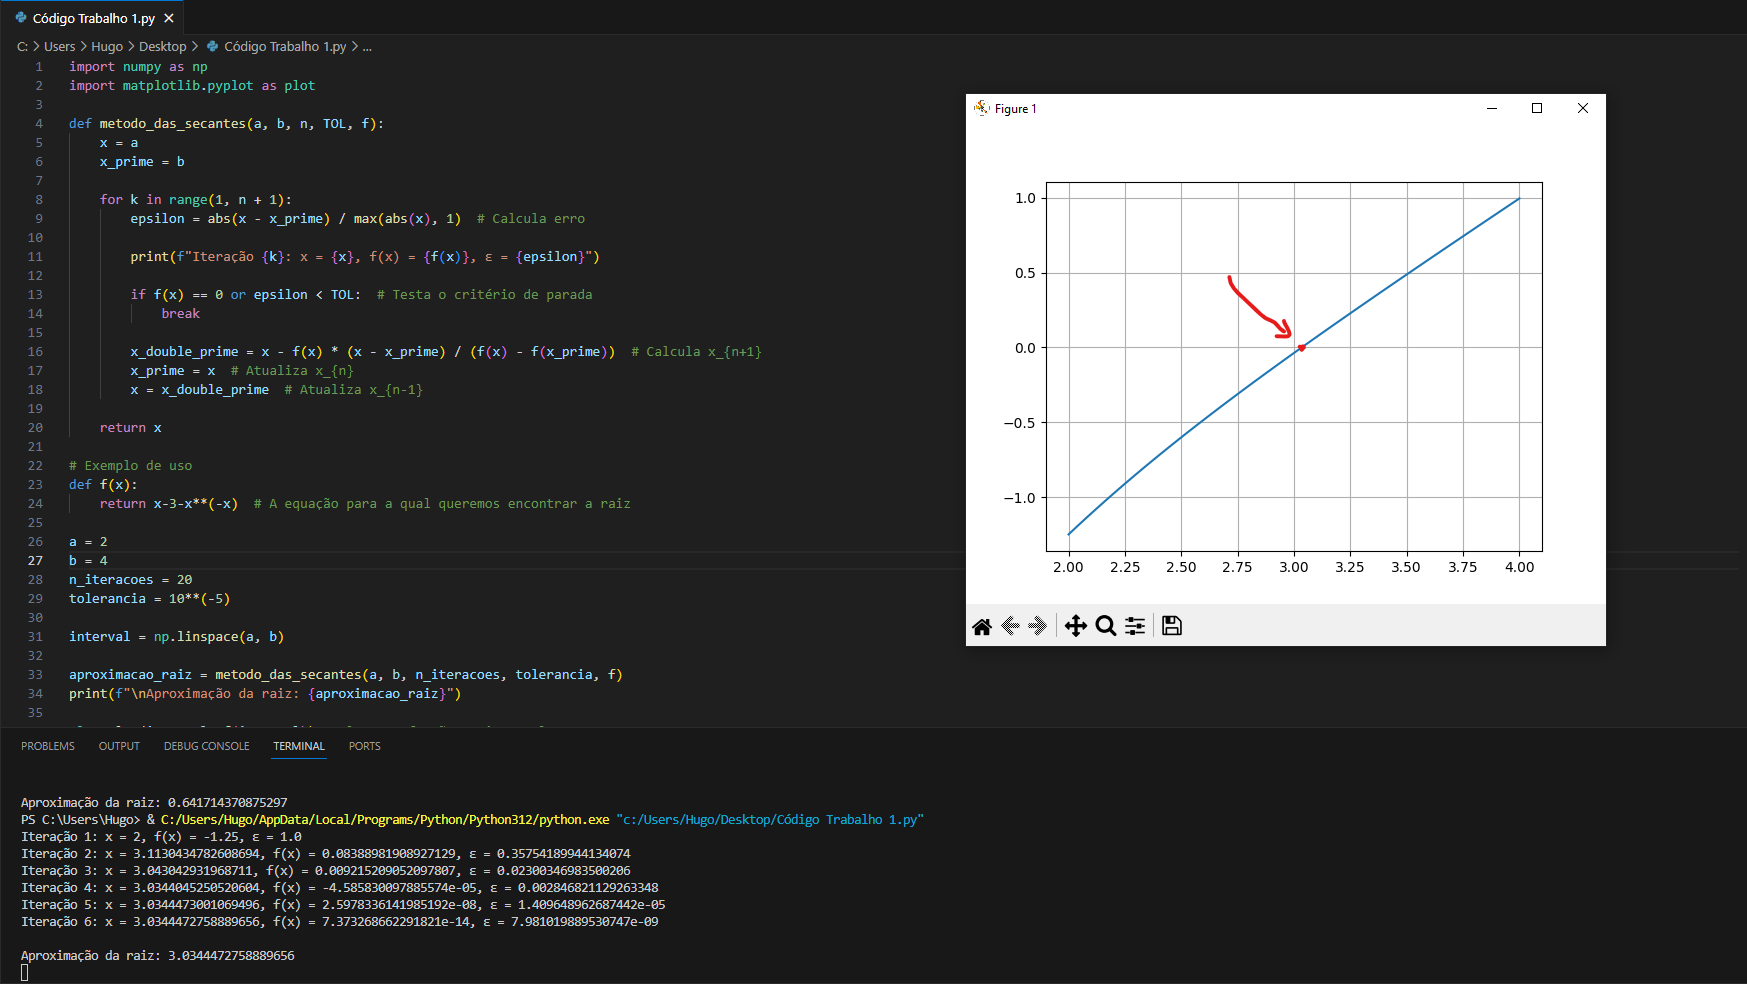 Código Trabalho 1.py
C: > Users > Hugo > Desktop > Código Trabalho 1.py > ...
1 import numpy as np
2 import matplotlib.pyplot as plot
3
4 def metodo_das_secantes(a, b, n, TOL, f):
5 x = a
6 x_prime = b
7
8 for k in range(1, n + 1):
9 epsilon = abs(x - x_prime) / max(abs(x), 1)  # Calcula erro
10
11 print(f"Iteração {k}: x = {x}, f(x) = {f(x)}, ε = {epsilon}")
12
13 if f(x) == 0 or epsilon < TOL:  # Testa o critério de parada
14 break
15
16 x_double_prime = x - f(x) * (x - x_prime) / (f(x) - f(x_prime))  # Calcula x_{n+1}
17 x_prime = x  # Atualiza x_{n}
18 x = x_double_prime  # Atualiza x_{n-1}
19
20 return x
21
22 # Exemplo de uso
23 def f(x):
24 return x-3-x**(-x)  # A equação para a qual queremos encontrar a raiz
25
26 a = 2
27 b = 4
28 n_iteracoes = 20
29 tolerancia = 10**(-5)
30
31 interval = np.linspace(a, b)
32
33 aproximacao_raiz = metodo_das_secantes(a, b, n_iteracoes, tolerancia, f)
34 print(f"\nAproximação da raiz: {aproximacao_raiz}")
35
Figure 1
1.0
0.5
0.0
−0.5
−1.0
2.00 2.25 2.50 2.75 3.00 3.25 3.50 3.75 4.00
PROBLEMS OUTPUT DEBUG CONSOLE TERMINAL PORTS
Aproximação da raiz: 0.641714370875297
PS C:\Users\Hugo> & C:/Users/Hugo/AppData/Local/Programs/Python/Python312/python.exe "c:/Users/Hugo/Desktop/Código Trabalho 1.py"
Iteração 1: x = 2, f(x) = -1.25, ε = 1.0
Iteração 2: x = 3.1130434782608694, f(x) = 0.08388981908927129, ε = 0.35754189944134074
Iteração 3: x = 3.043042931968711, f(x) = 0.009215209052097807, ε = 0.02300346983500206
Iteração 4: x = 3.0344045250520604, f(x) = -4.585830097885574e-05, ε = 0.002846821129263348
Iteração 5: x = 3.0344473001069496, f(x) = 2.5978336141985192e-08, ε = 1.409648962687442e-05
Iteração 6: x = 3.0344472758889656, f(x) = 7.373268662291821e-14, ε = 7.981019889530747e-09
Aproximação da raiz: 3.0344472758889656